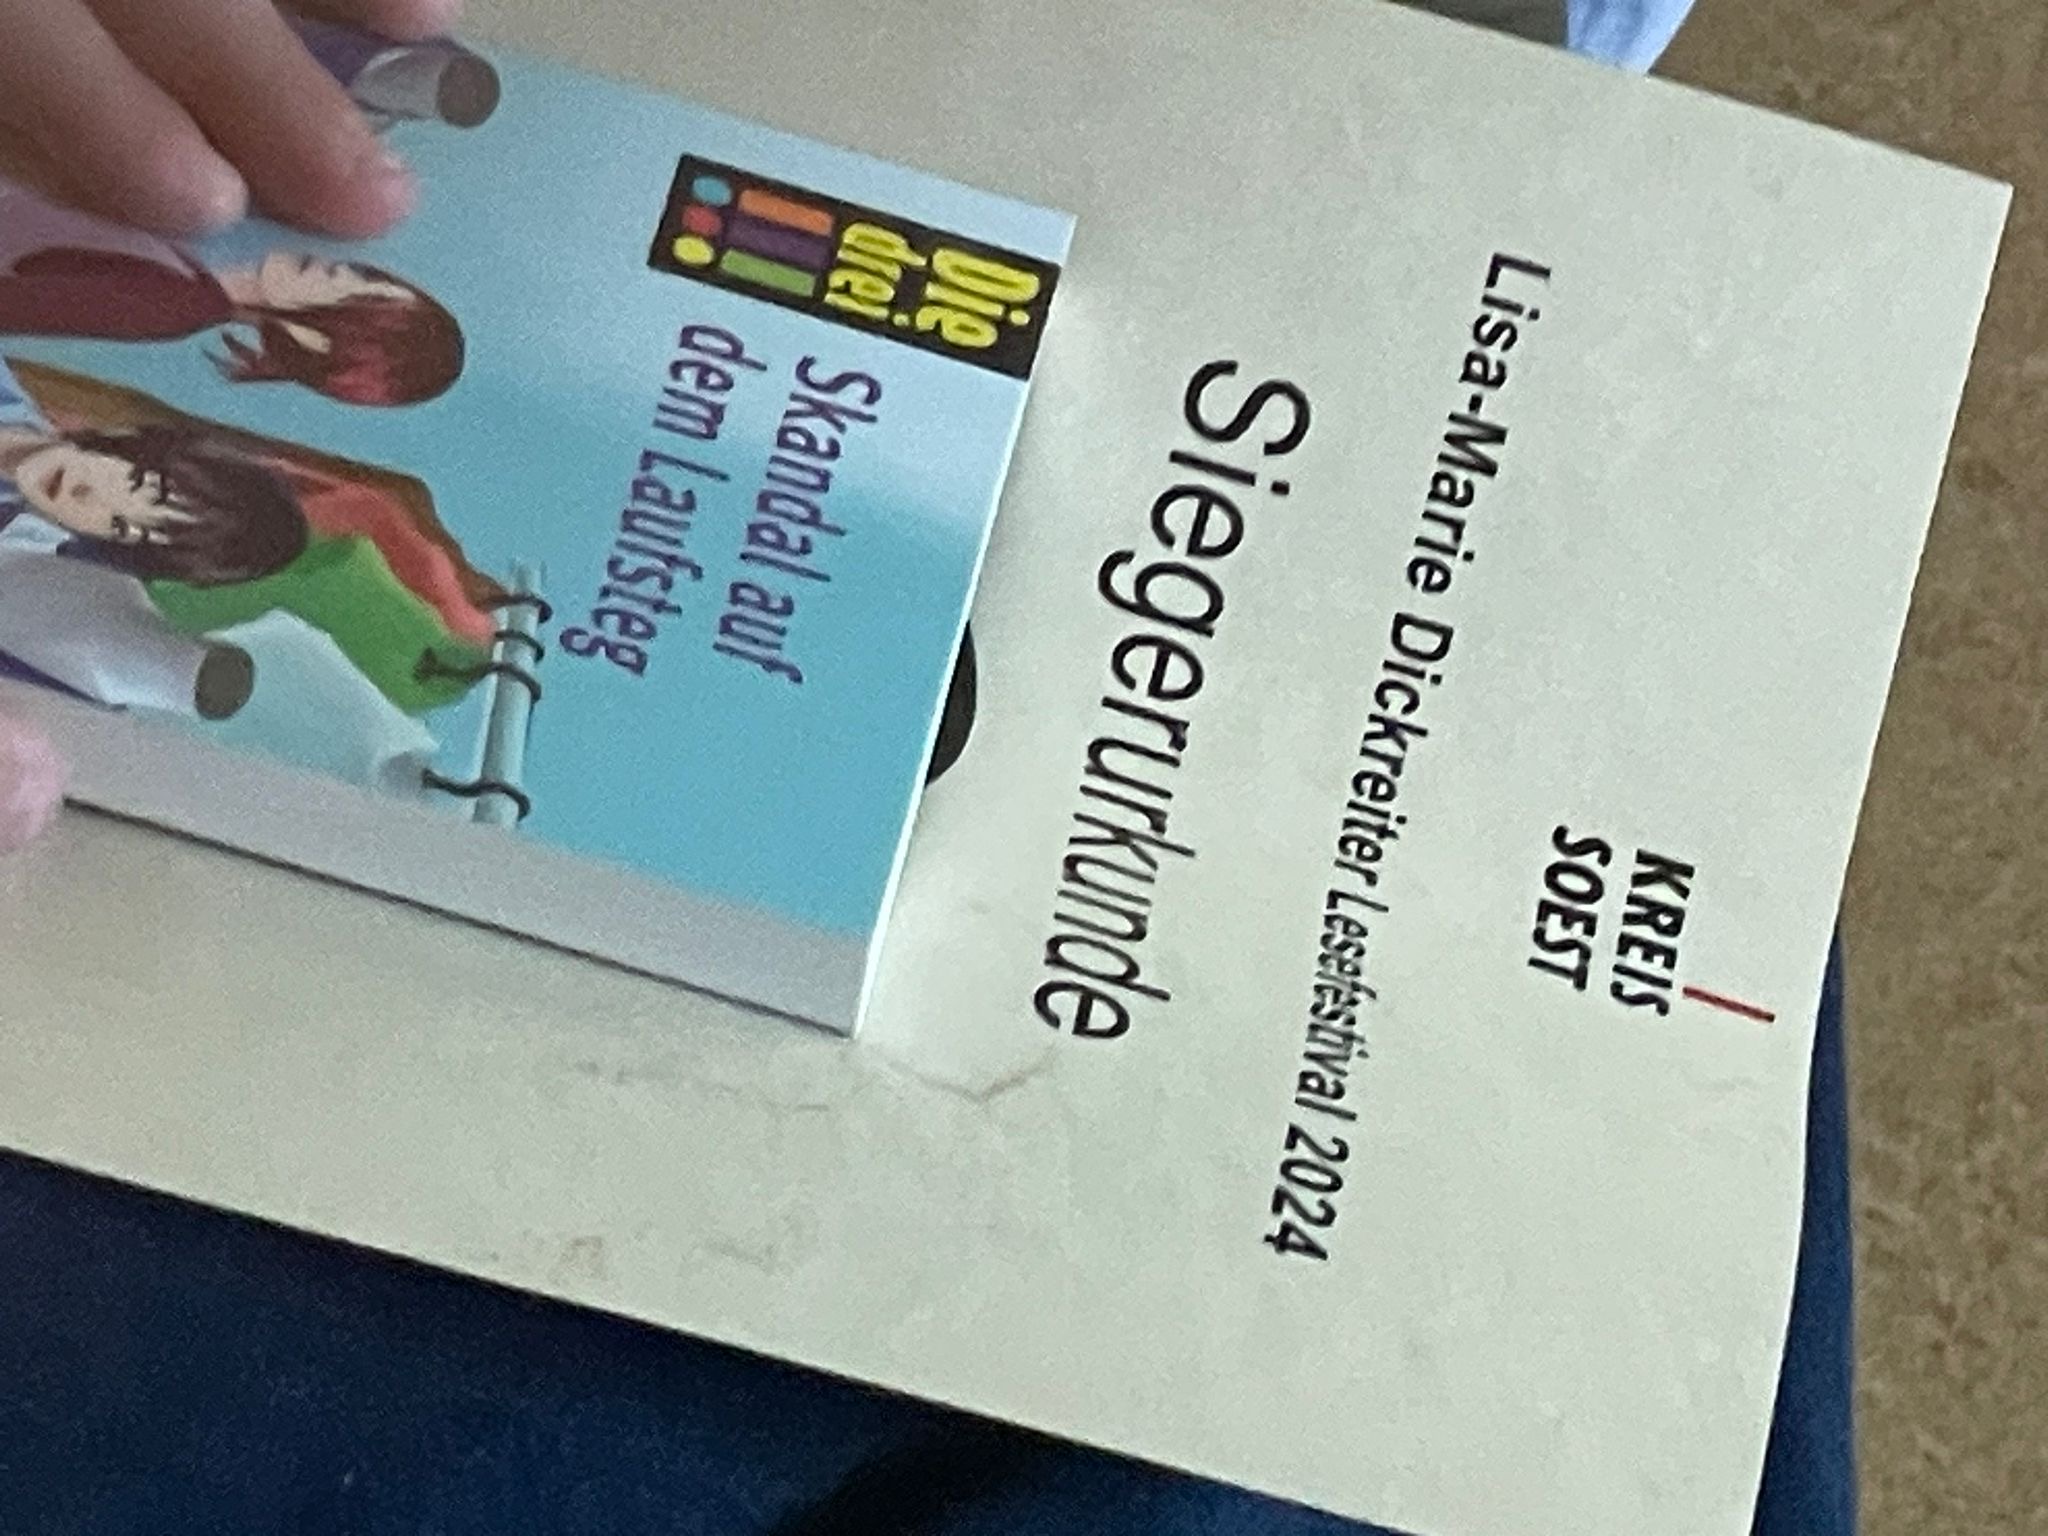 KREIS
SOEST
Lisa-Marie Dickreiter Lesefestival 2024
Siegerurkunde
Die
drei
!!!
Skandal auf
dem Laufsteg